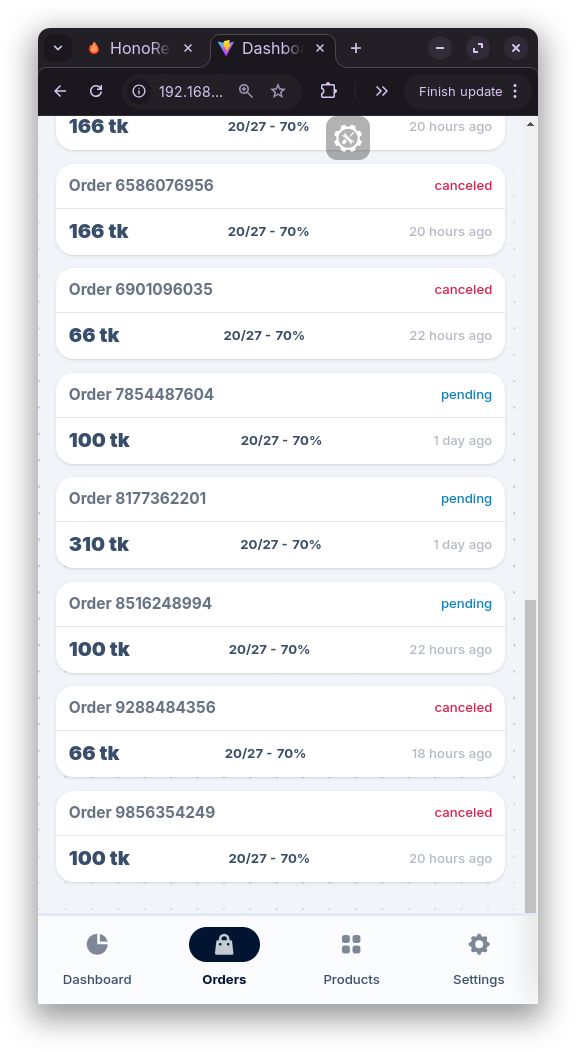 HonoRe
Dashbo
192.168...
Finish update
166 tk 20/27 - 70% 20 hours ago
Order 6586076956 canceled
166 tk 20/27 - 70% 20 hours ago
Order 6901096035 canceled
66 tk 20/27 - 70% 22 hours ago
Order 7854487604 pending
100 tk 20/27 - 70% 1 day ago
Order 8177362201 pending
310 tk 20/27 - 70% 1 day ago
Order 8516248994 pending
100 tk 20/27 - 70% 22 hours ago
Order 9288484356 canceled
66 tk 20/27 - 70% 18 hours ago
Order 9856354249 canceled
100 tk 20/27 - 70% 20 hours ago
Dashboard Orders Products Settings